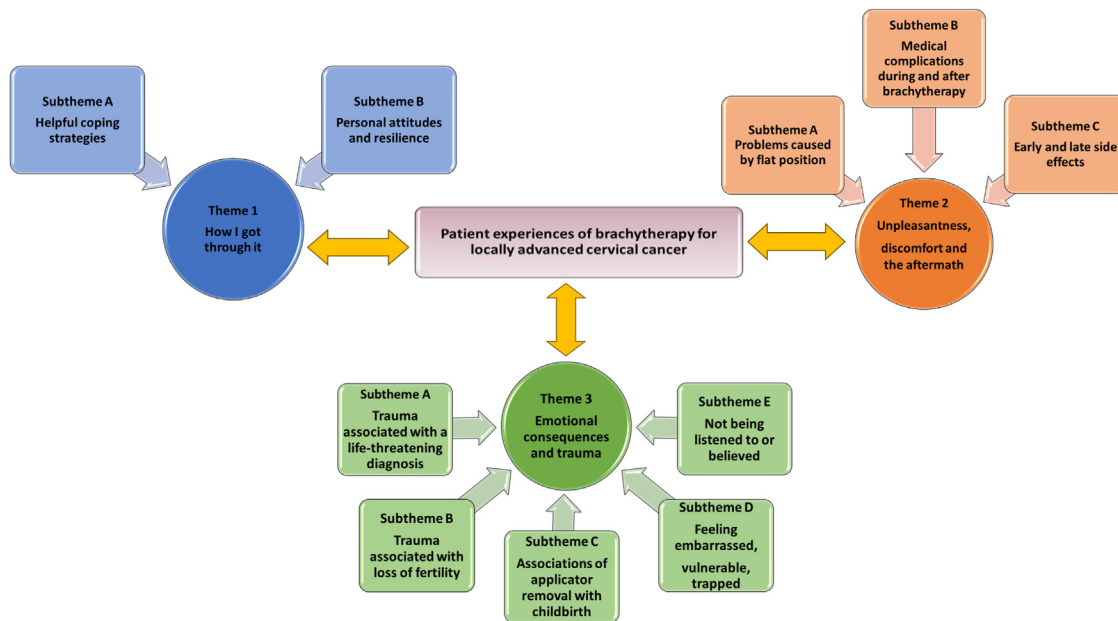 Subtheme A
Helpful coping
strategies
Subtheme B
Personal attitudes
and resilience
Theme 1
How I got
through it
Patient experiences of brachytherapy for
locally advanced cervical cancer
Subtheme A
Problems caused
by flat position
Subtheme B
Medical
complications
during and after
brachytherapy
Subtheme C
Early and late side
effects
Theme 2
Unpleasantness,
discomfort and
the aftermath
Theme 3
Emotional
consequences
and trauma
Subtheme A
Trauma
associated with a
life-threatening
diagnosis
Subtheme B
Trauma
associated with
loss of fertility
Subtheme C
Associations of
applicator
removal with
childbirth
Subtheme D
Feeling
embarrassed,
vulnerable,
trapped
Subtheme E
Not being
listened to or
believed